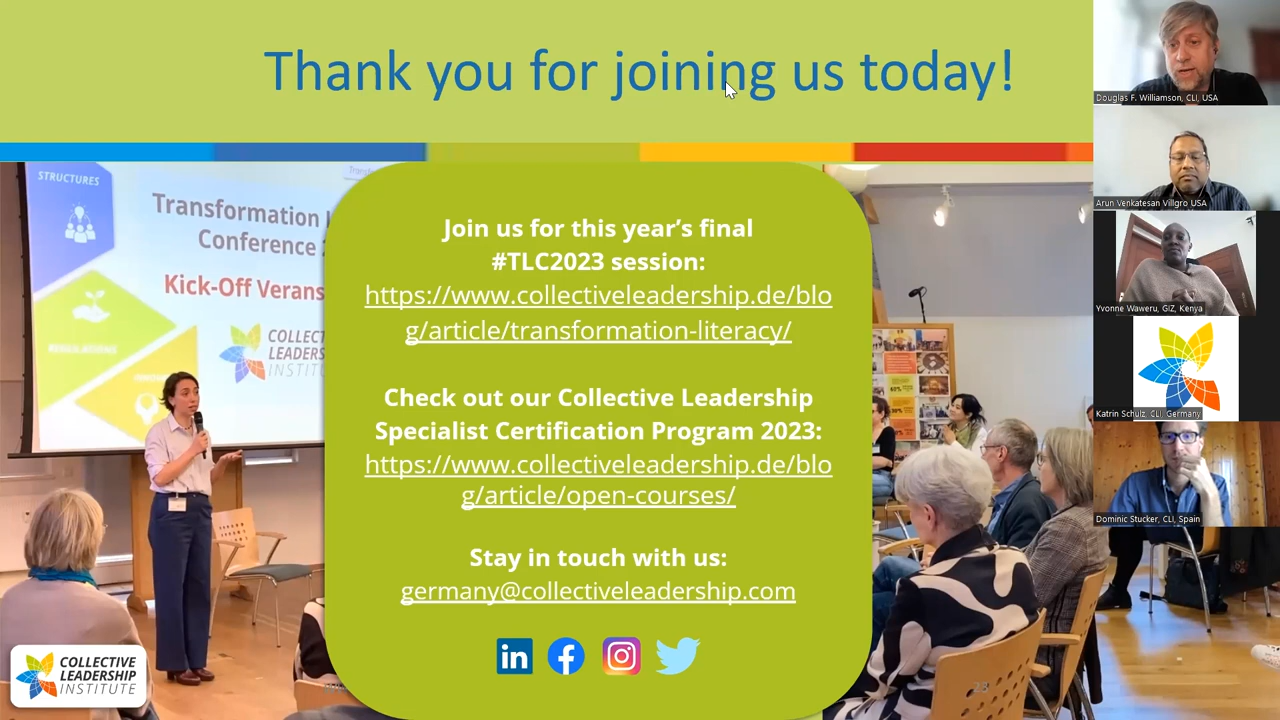 Thank you for joining us today!
STRUCTURES
Transformation
Conference
Kick-Off Verans
COLLECT
LEADERS
INSTITU
Join us for this year's final
#TLC2023 session:
https://www.collectiveleadership.de/blo
g/article/transformation-literacy/
Check out our Collective Leadership
Specialist Certification Program 2023:
https://www.collectiveleadership.de/blo
g/article/open-courses/
Stay in touch with us:
germany@collectiveleadership.com
in
COLLECTIVE
LEADERSHIP
INSTITUTE
Douglas F. Williamson, CLI, USA
Arun Venkatesan Villgro USA
Yvonne Waweru, GIZ, Kenya
Katrin Schulz, CLI, Germany
Dominic Stucker, CLI, Spain